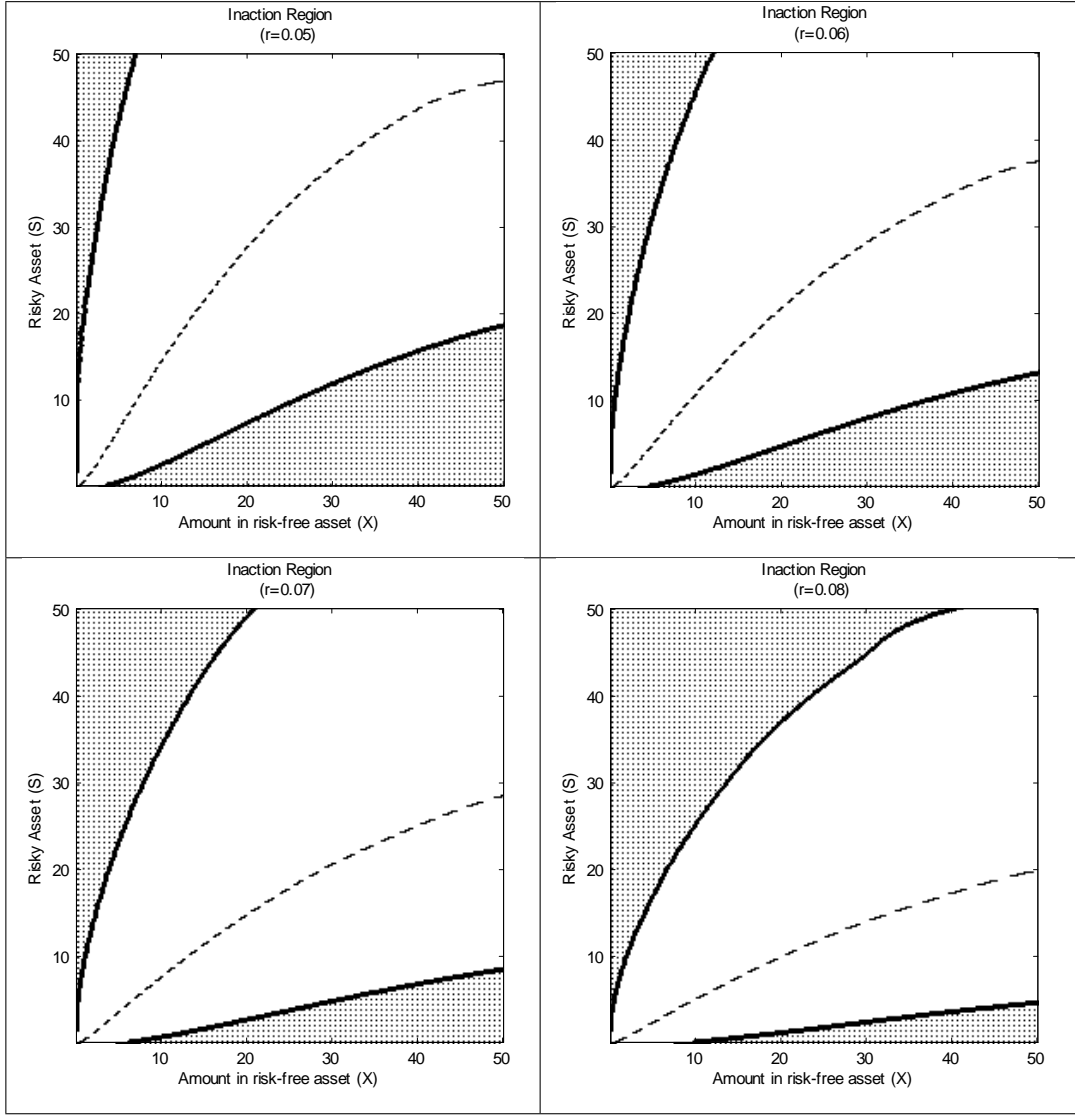 Inaction Region
(r=0.05)
50
40
30
20
10
Risky Asset (S)
10 20 30 40 50
Amount in risk-free asset (X)
Inaction Region
(r=0.06)
50
40
30
20
10
Risky Asset (S)
10 20 30 40 50
Amount in risk-free asset (X)
Inaction Region
(r=0.07)
50
40
30
20
10
Risky Asset (S)
10 20 30 40 50
Amount in risk-free asset (X)
Inaction Region
(r=0.08)
50
40
30
20
10
Risky Asset (S)
10 20 30 40 50
Amount in risk-free asset (X)